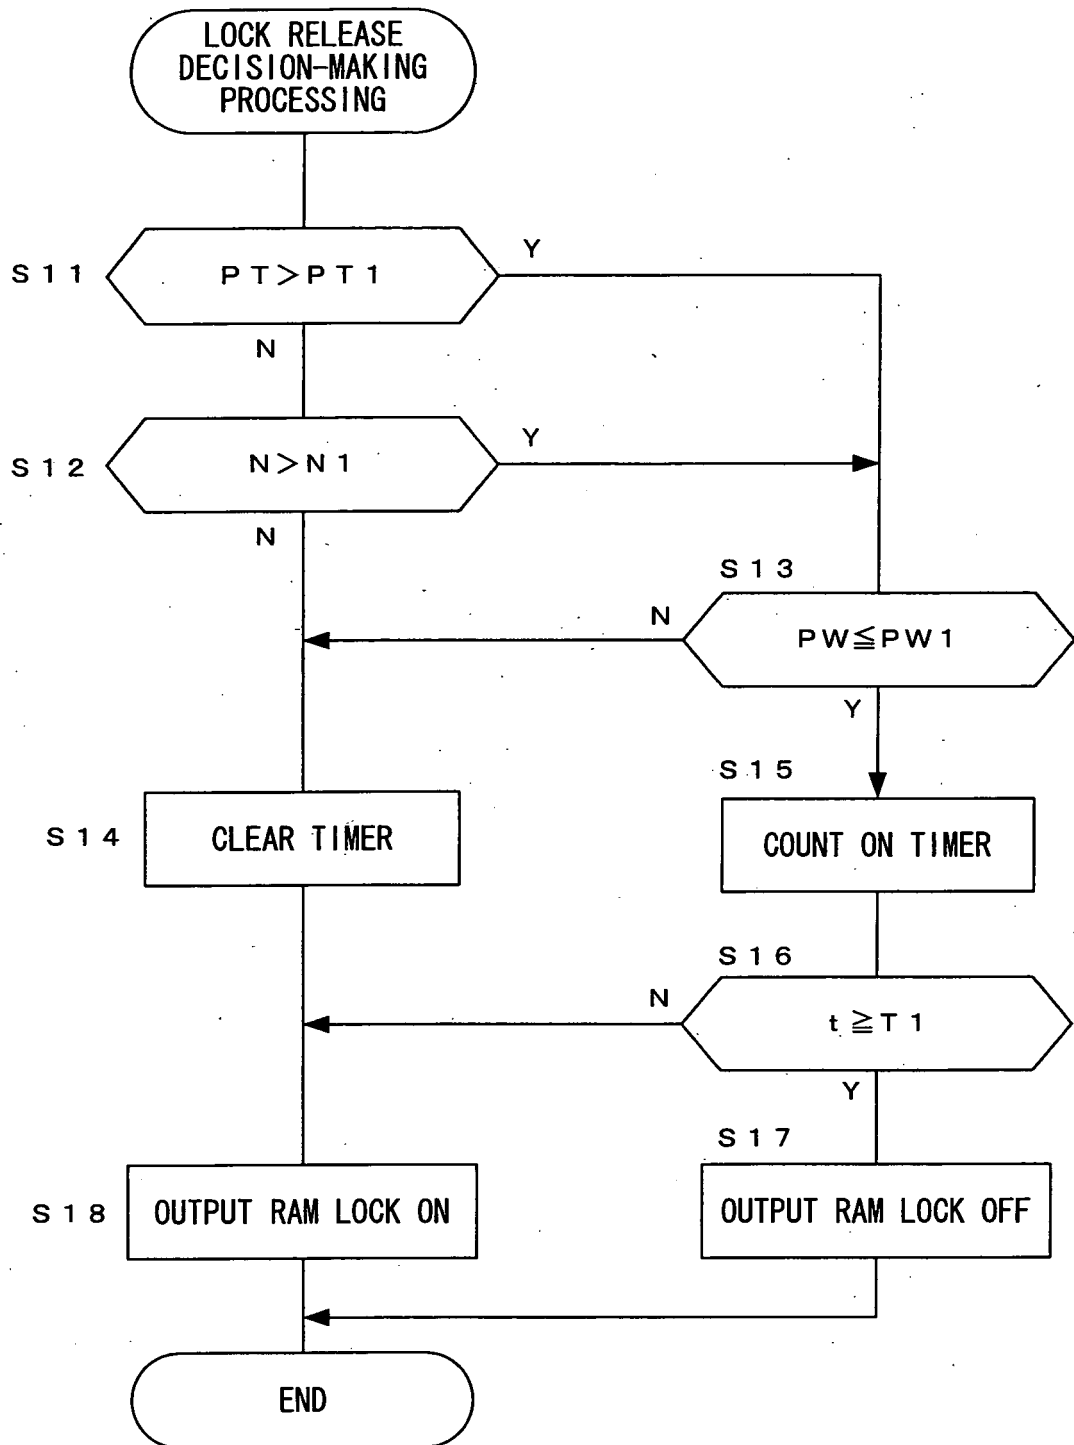 LOCK RELEASE
DECISION-MAKING
PROCESSING
S11
PT>PT1
Y
N
S12
N>N1
Y
N
S13
PW≦PW1
N
Y
S14
CLEAR TIMER
S15
COUNT ON TIMER
S16
t≧T1
N
Y
S17
OUTPUT RAM LOCK OFF
S18
OUTPUT RAM LOCK ON
END